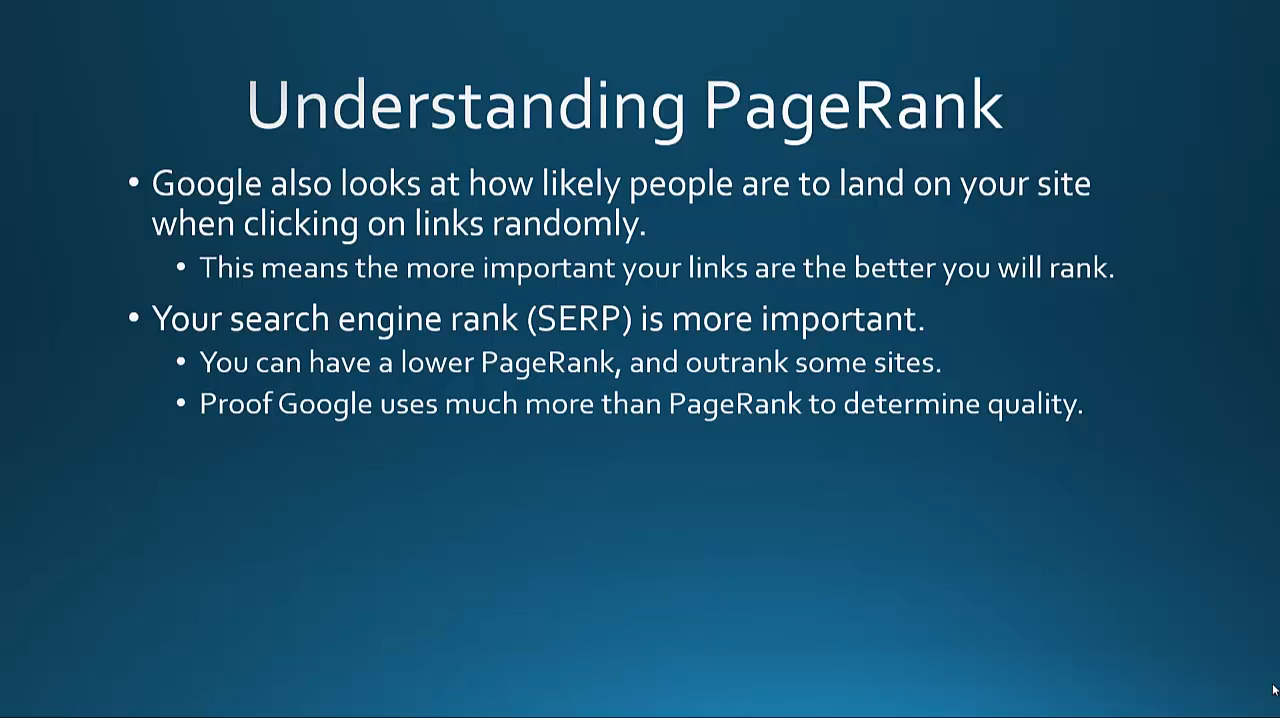 Understanding PageRank
• Google also looks at how likely people are to land on your site
when clicking on links randomly.
• This means the more important your links are the better you will rank.
• Your search engine rank (SERP) is more important.
• You can have a lower PageRank, and outrank some sites.
• Proof Google uses much more than PageRank to determine quality.